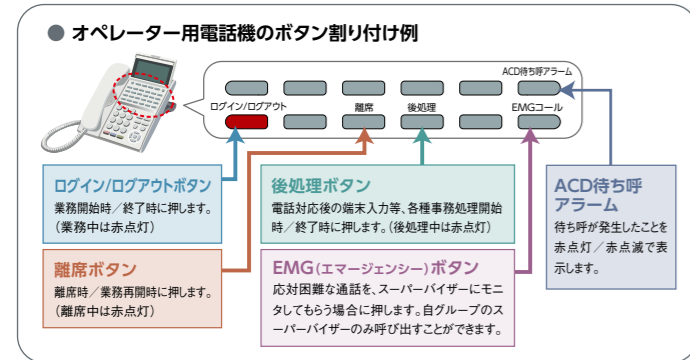 ● オペレーター用電話機のボタン割り付け例
ACD待ち呼アラーム
ログイン/ログアウト
離席
後処理
EMGコール
ログイン/ログアウトボタン
業務開始時/終了時に押します。
(業務中は赤点灯)
離席ボタン
離席時/業務再開時に押します。
(離席中は赤点灯)
後処理ボタン
電話対応後の端末入力等、各種事務処理開始
時/終了時に押します。(後処理中は赤点灯)
EMG(エマージェンシー)ボタン
応対困難な通話を、スーパーバイザーにモニ
タしてもらう場合に押します。自グループのス
ーパーバイザーのみ呼び出すことができます。
ACD待ち呼
アラーム
待ち呼が発生したことを
赤点灯/赤点滅で表
示します。